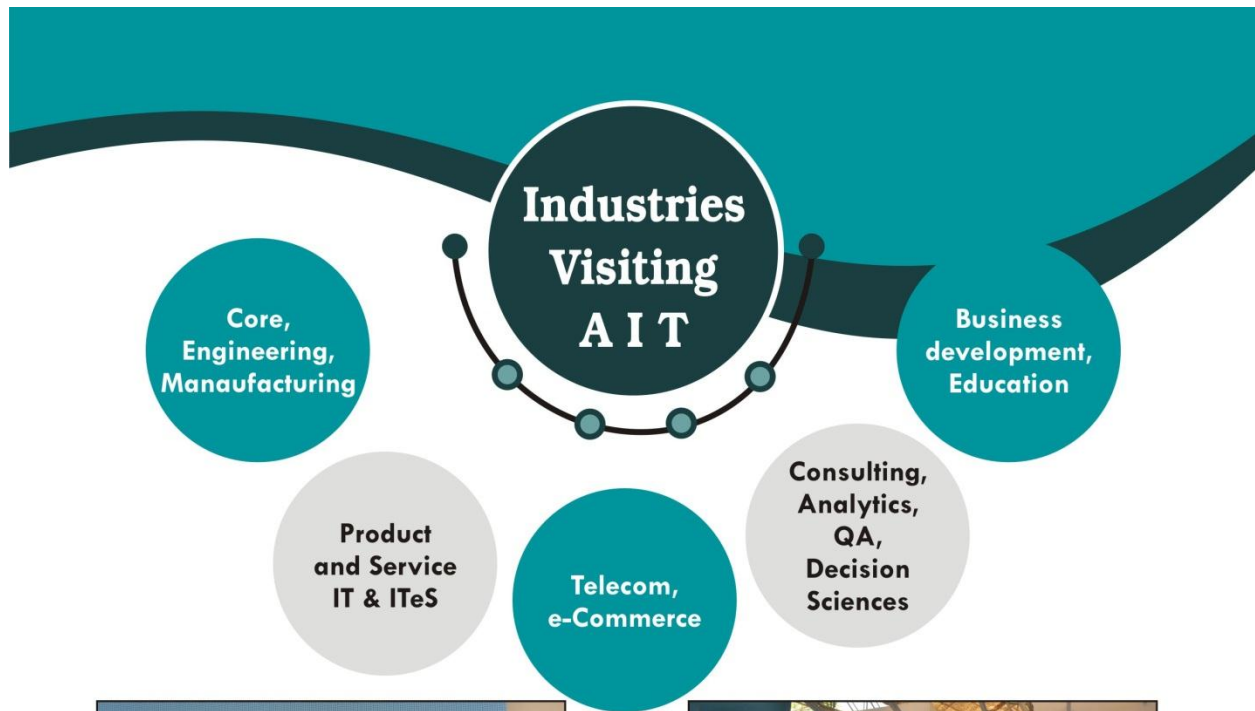 Industries
Visiting
A I T
Core,
Engineering,
Manaufacturing
Product
and Service
IT & ITeS
Telecom,
e-Commerce
Consulting,
Analytics,
QA,
Decision
Sciences
Business
development,
Education